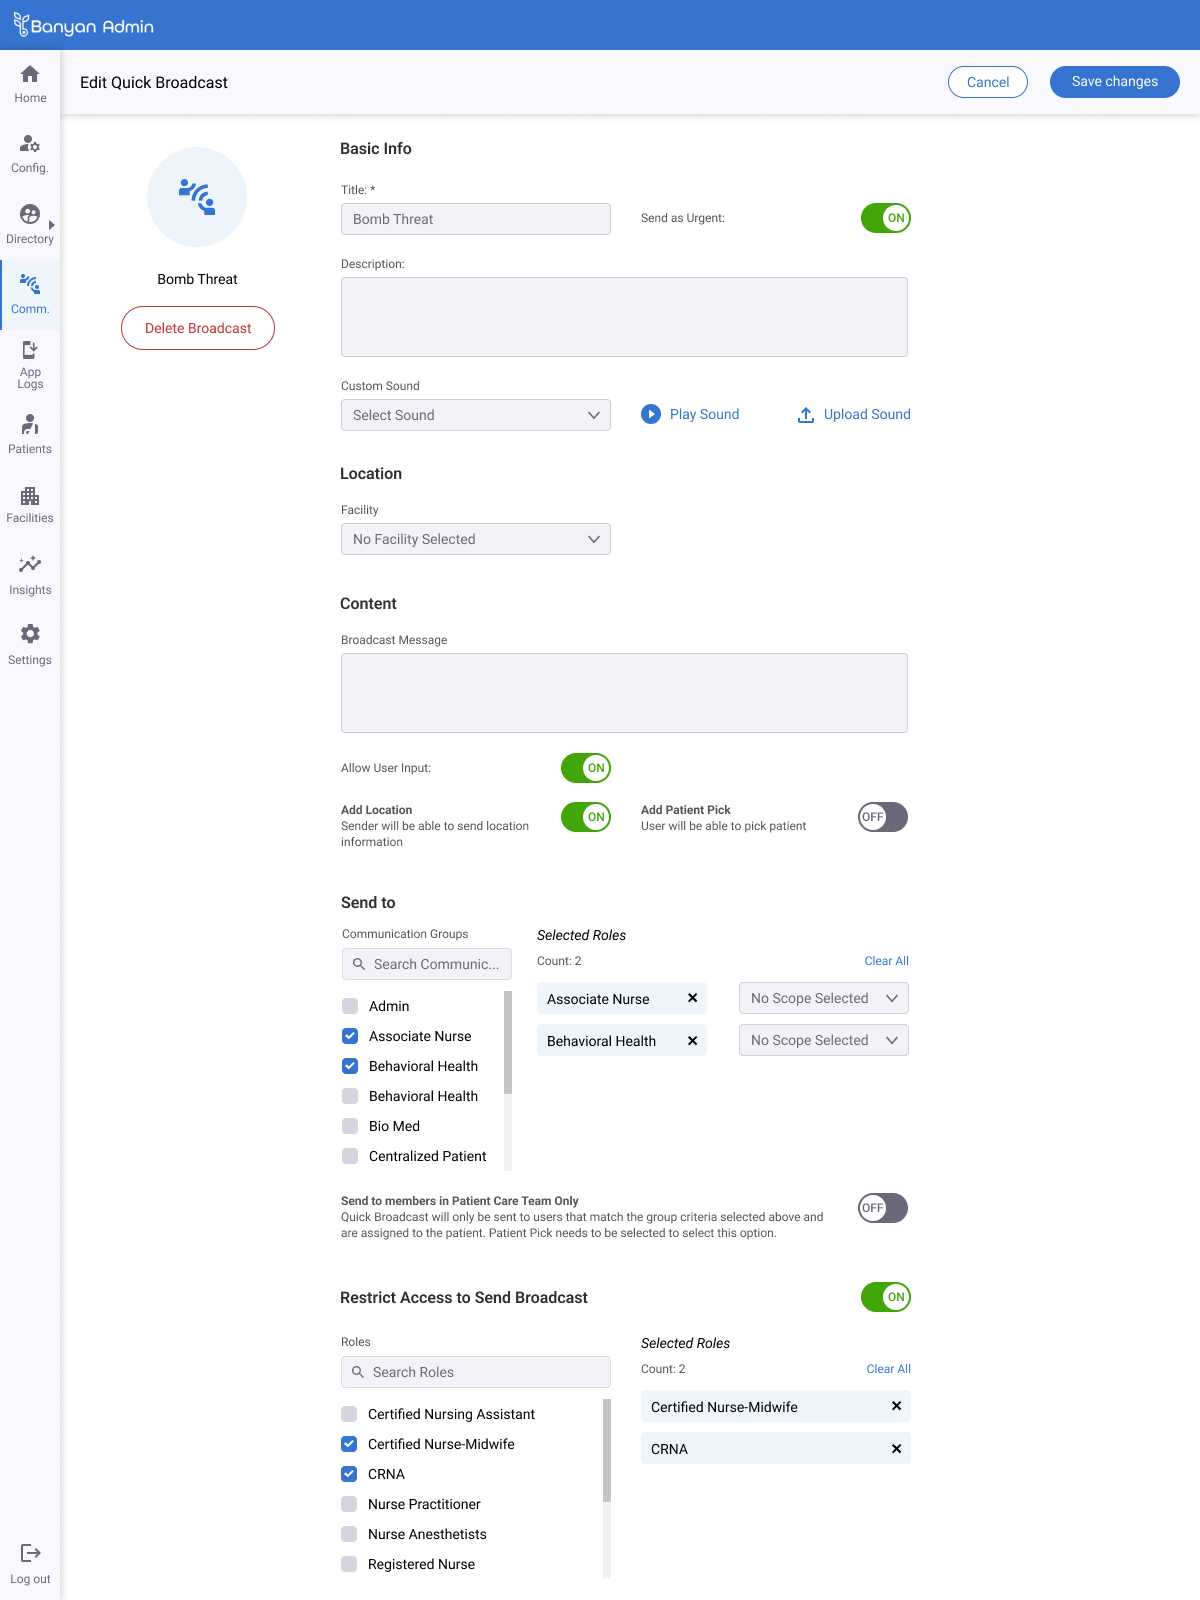 Banyan Admin
Home
Config.
Directory
Comm.
App
Logs
Patients
Facilities
Insights
Settings
Log out
Edit Quick Broadcast
Cancel
Save changes
Bomb Threat
Delete Broadcast
Basic Info
Title: *
Bomb Threat
Send as Urgent:
ON
Description:
Custom Sound
Select Sound
Play Sound
Upload Sound
Location
Facility
No Facility Selected
Content
Broadcast Message
Allow User Input:
ON
Add Location
Sender will be able to send location
information
ON
Add Patient Pick
User will be able to pick patient
OFF
Send to
Communication Groups
Search Communic...
Admin
Associate Nurse
Behavioral Health
Behavioral Health
Bio Med
Centralized Patient
Selected Roles
Count: 2
Clear All
Associate Nurse
No Scope Selected
Behavioral Health
No Scope Selected
Send to members in Patient Care Team Only
Quick Broadcast will only be sent to users that match the group criteria selected above and
are assigned to the patient. Patient Pick needs to be selected to select this option.
OFF
Restrict Access to Send Broadcast
ON
Roles
Search Roles
Certified Nursing Assistant
Certified Nurse-Midwife
CRNA
Nurse Practitioner
Nurse Anesthetists
Registered Nurse
Selected Roles
Count: 2
Clear All
Certified Nurse-Midwife
CRNA